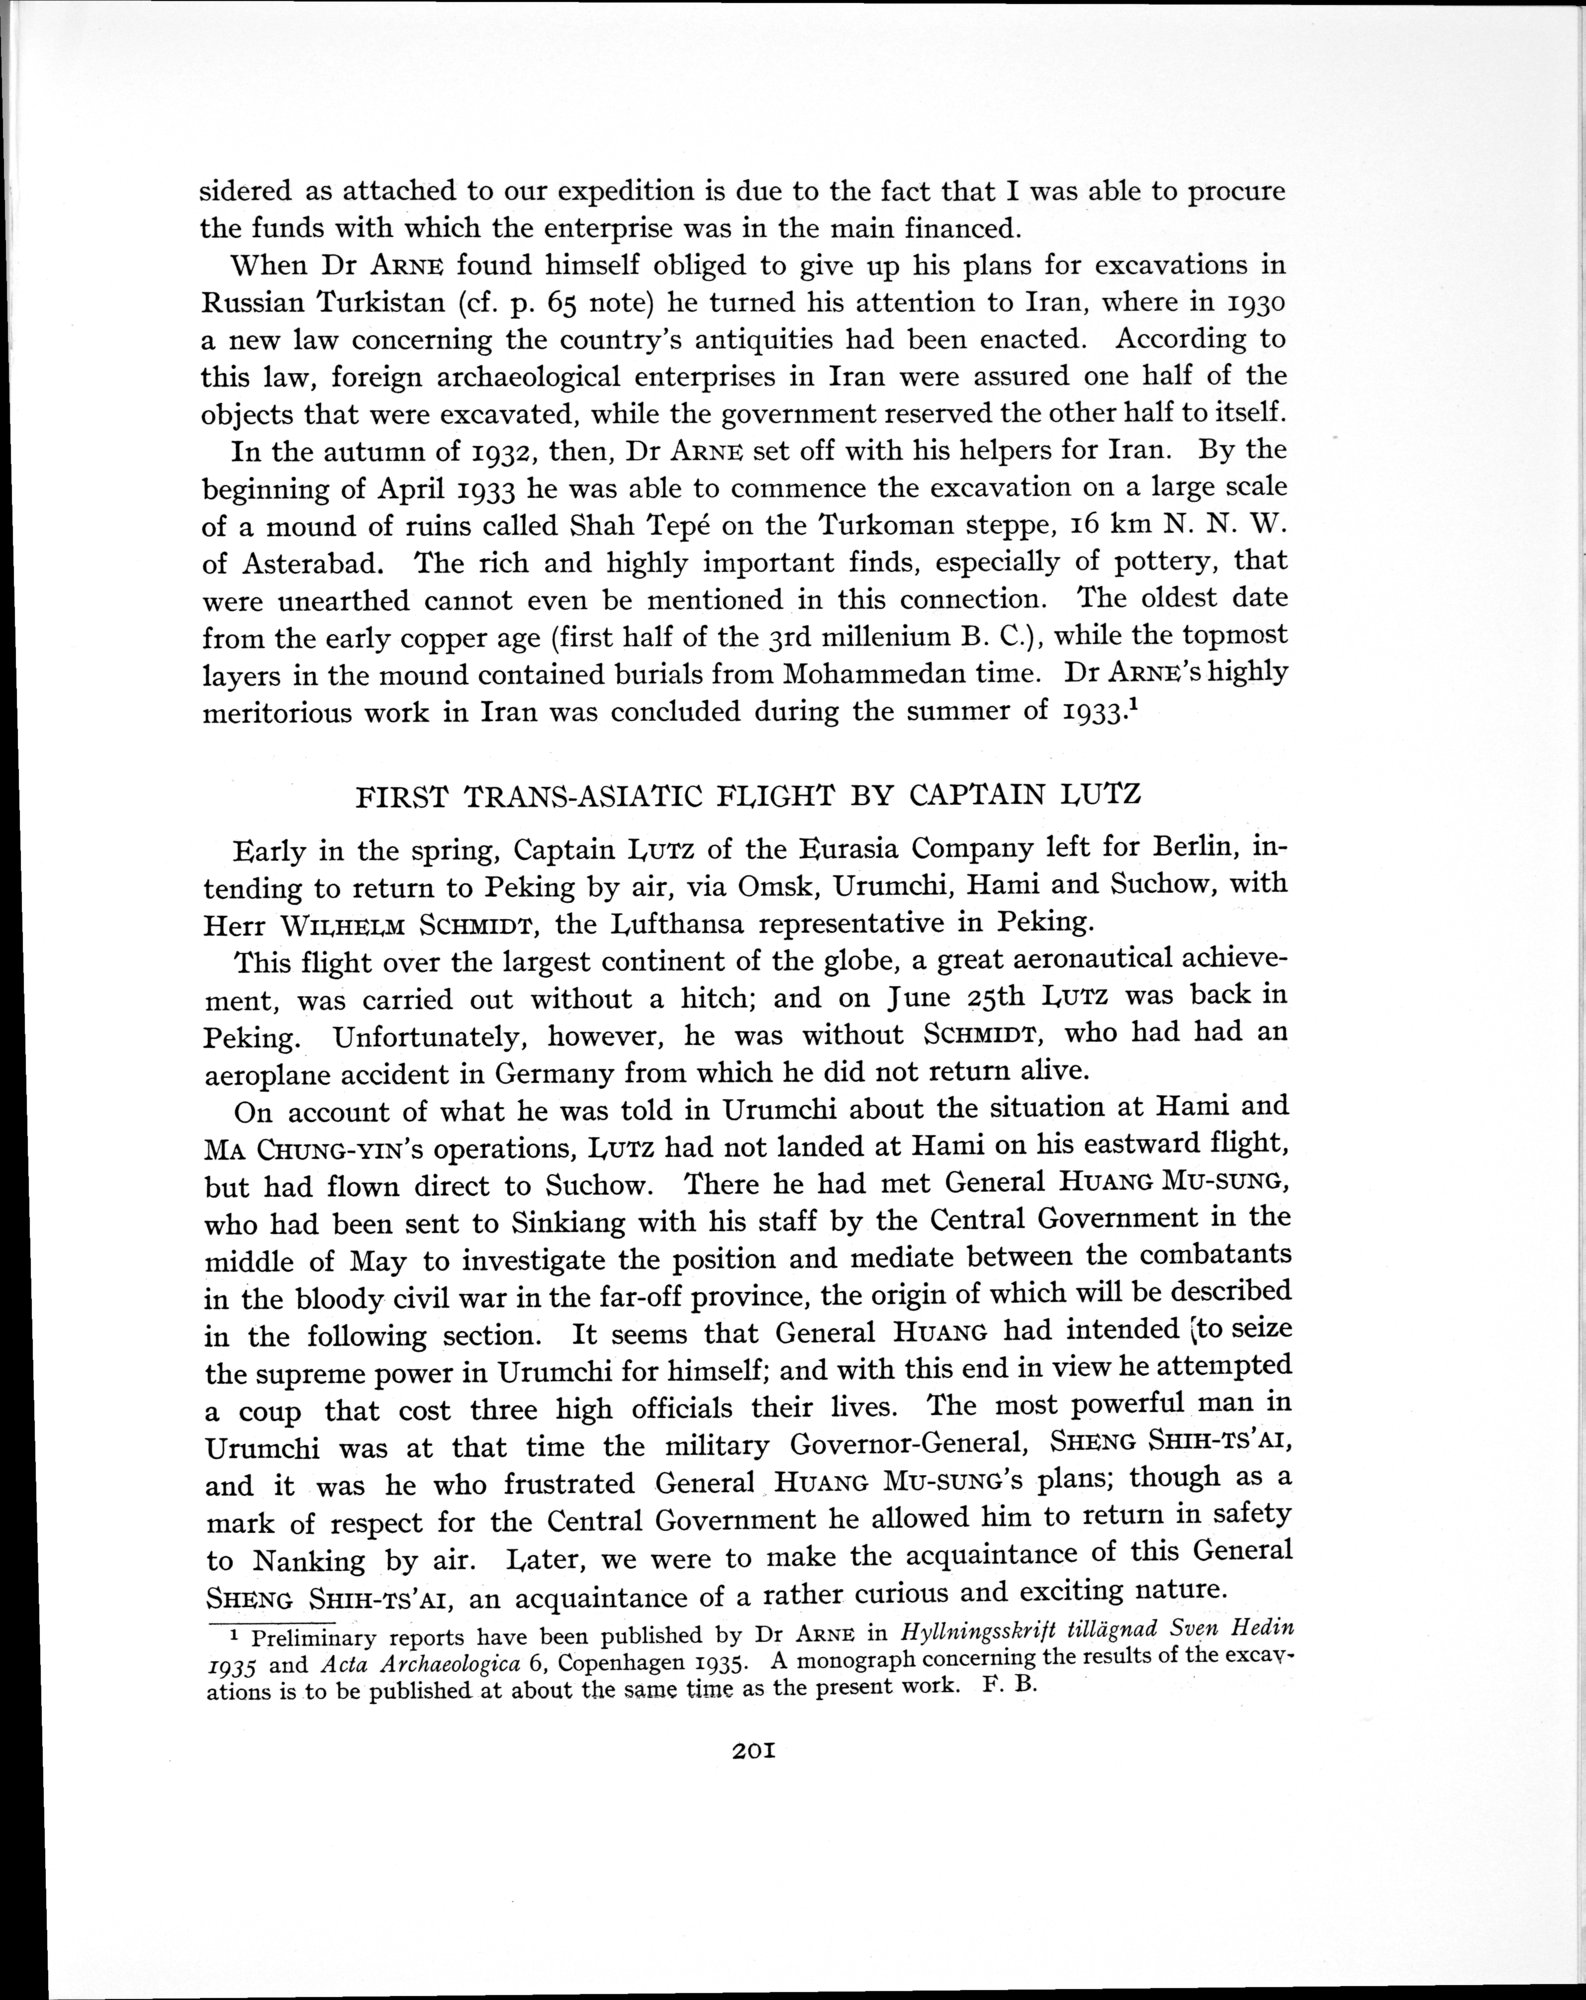 sidered as attached to our expedition is due to the fact that I was able to procure
the funds with which the enterprise was in the main financed.
When Dr ARNE found himself obliged to give up his plans for excavations in
Russian Turkistan (cf. p. 65 note) he turned his attention to Iran, where in 1930
a new law concerning the country's antiquities had been enacted. According to
this law, foreign archaeological enterprises in Iran were assured one half of the
objects that were excavated, while the government reserved the other half to itself.
In the autumn of 1932, then, Dr ARNE set off with his helpers for Iran. By the
beginning of April 1933 he was able to commence the excavation on a large scale
of a mound of ruins called Shah Tepé on the Turkoman steppe, 16 km N. N. W.
of Asterabad. The rich and highly important finds, especially of pottery, that
were unearthed cannot even be mentioned in this connection. The oldest date
from the early copper age (first half of the 3rd millenium B. C.), while the topmost
layers in the mound contained burials from Mohammedan time. Dr ARNE's highly
meritorious work in Iran was concluded during the summer of 1933.¹
FIRST TRANS-ASIATIC FLIGHT BY CAPTAIN LUTZ
Early in the spring, Captain LUTZ of the Eurasia Company left for Berlin, in-
tending to return to Peking by air, via Omsk, Urumchi, Hami and Suchow, with
Herr WILHELM SCHMIDT, the Lufthansa representative in Peking.
This flight over the largest continent of the globe, a great aeronautical achieve-
ment, was carried out without a hitch; and on June 25th LUTZ was back in
Peking. Unfortunately, however, he was without SCHMIDT, who had had an
aeroplane accident in Germany from which he did not return alive.
On account of what he was told in Urumchi about the situation at Hami and
MA CHUNG-YIN's operations, LUTZ had not landed at Hami on his eastward flight,
but had flown direct to Suchow. There he had met General HUANG MU-SUNG,
who had been sent to Sinkiang with his staff by the Central Government in the
middle of May to investigate the position and mediate between the combatants
in the bloody civil war in the far-off province, the origin of which will be described
in the following section. It seems that General HUANG had intended to seize
the supreme power in Urumchi for himself; and with this end in view he attempted
a coup that cost three high officials their lives. The most powerful man in
Urumchi was at that time the military Governor-General, SHENG SHIH-TS'AI,
and it was he who frustrated General HUANG MU-SUNG's plans; though as a
mark of respect for the Central Government he allowed him to return in safety
to Nanking by air. Later, we were to make the acquaintance of this General
SHENG SHIH-TS'AI, an acquaintance of a rather curious and exciting nature.
¹ Preliminary reports have been published by Dr ARNE in Hyllningsskrift tillägnad Sven Hedin
1935 and Acta Archaeologica 6, Copenhagen 1935. A monograph concerning the results of the excav-
ations is to be published at about the same time as the present work. F. B.
201